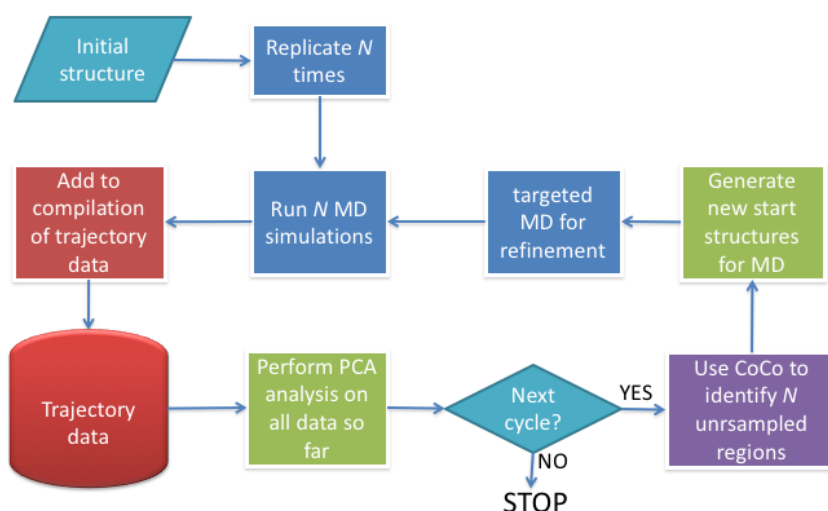 Initial
structure
Replicate N
times
Add to
compilation
of trajectory
data
Run N MD
simulations
targeted
MD for
refinement
Generate
new start
structures
for MD
Trajectory
data
Perform PCA
analysis on
all data so
far
Next
cycle?
YES
NO
STOP
Use CoCo to
identify N
unrsampled
regions